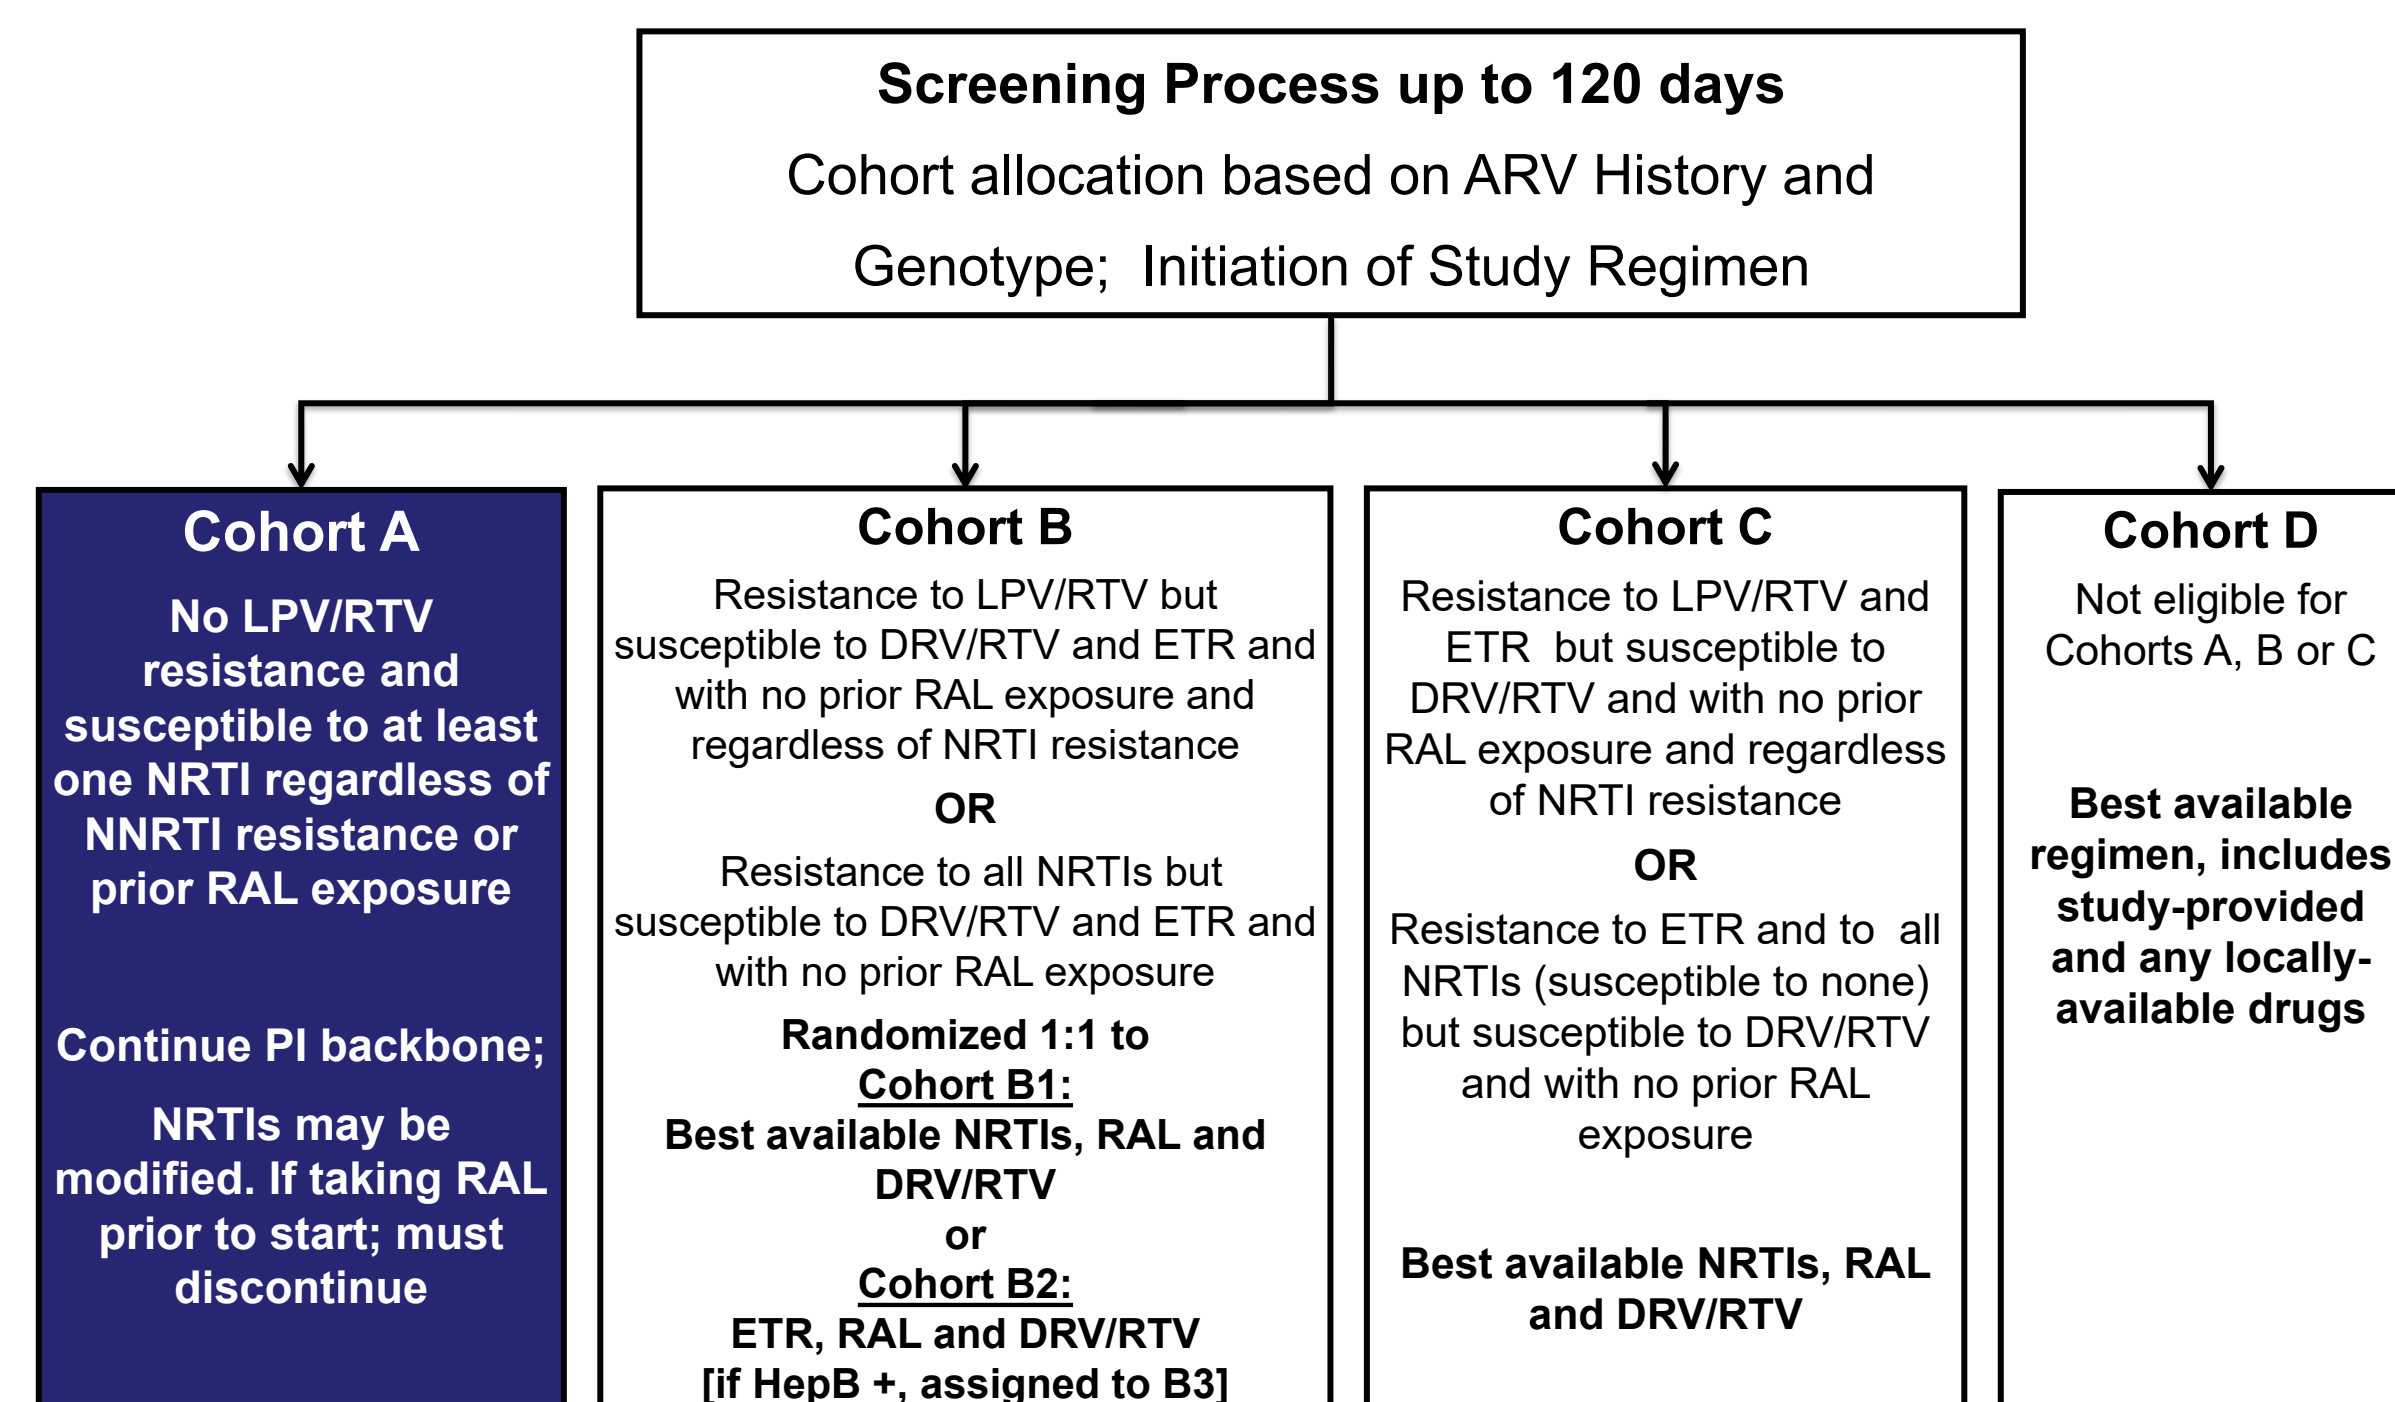 Screening Process up to 120 days
Cohort allocation based on ARV History and
Genotype; Initiation of Study Regimen
Cohort A
No LPV/RTV
resistance and
susceptible to at least
one NRTI regardless of
NNRTI resistance or
prior RAL exposure
Continue PI backbone;
NRTIs may be
modified. If taking RAL
prior to start; must
discontinue
Cohort B
Resistance to LPV/RTV but
susceptible to DRV/RTV and ETR and
with no prior RAL exposure and
regardless of NRTI resistance
OR
Resistance to all NRTIs but
susceptible to DRV/RTV and ETR and
with no prior RAL exposure
Randomized 1:1 to
Cohort B1:
Best available NRTIs, RAL and
DRV/RTV
or
Cohort B2:
ETR, RAL and DRV/RTV
[if HepB +, assigned to B3]
Cohort C
Resistance to LPV/RTV and
ETR but susceptible to
DRV/RTV and with no prior
RAL exposure and regardless
of NRTI resistance
OR
Resistance to ETR and to all
NRTIs (susceptible to none)
but susceptible to DRV/RTV
and with no prior RAL
exposure
Best available NRTIs, RAL
and DRV/RTV
Cohort D
Not eligible for
Cohorts A, B or C
Best available
regimen, includes
study-provided
and any locally-
available drugs